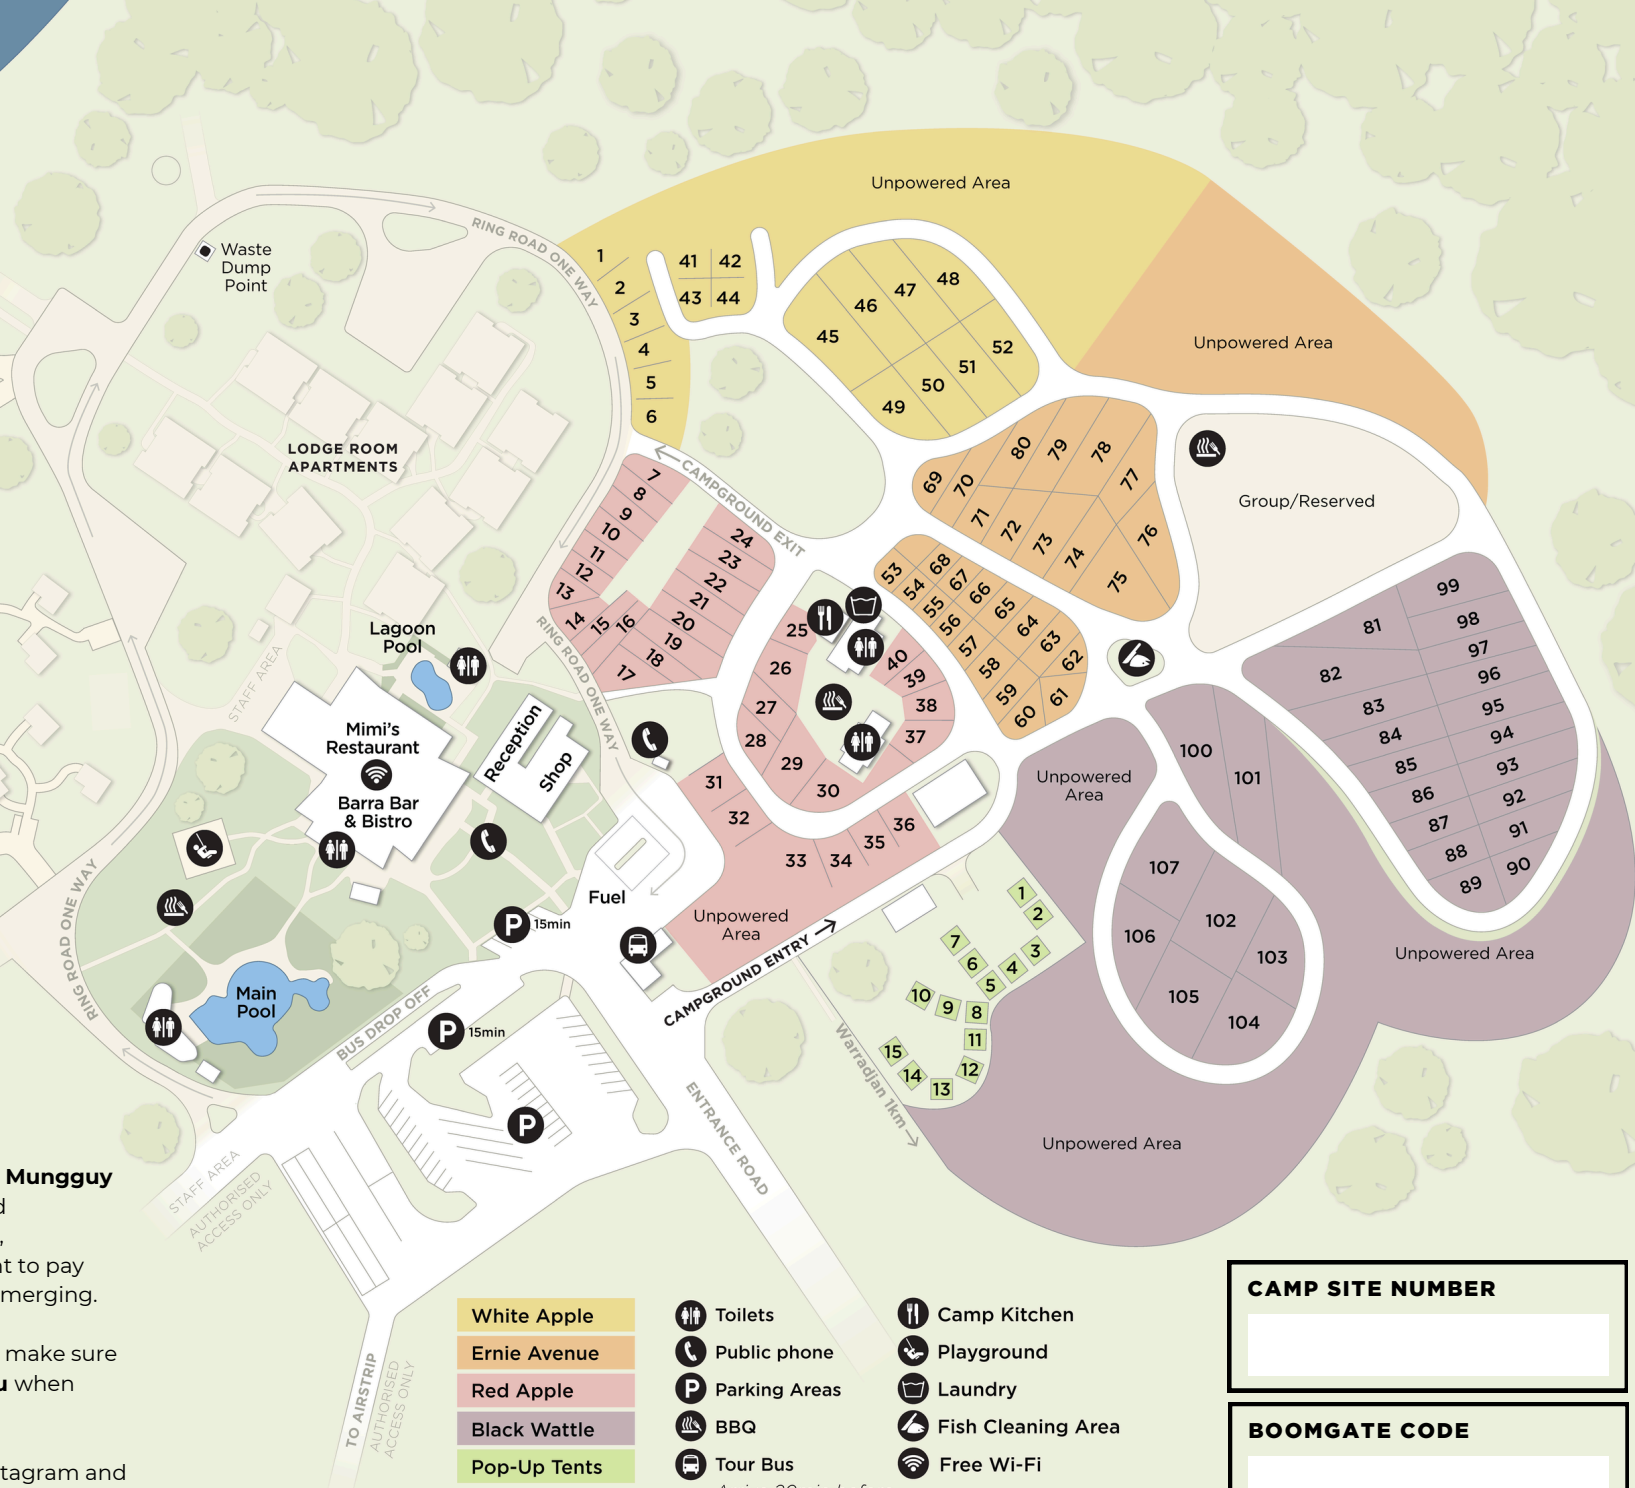 Unpowered Area
RING ROAD ONE WAY
Waste
Dump
Point
1
2
3
4
5
6
41
42
43
44
45
46
47
48
49
50
51
52
Unpowered Area
LODGE ROOM
APARTMENTS
CAMPGROUND EXIT
7
8
9
10
11
12
13
14
15
16
17
18
19
20
21
22
23
24
69
70
80
79
78
77
71
72
73
74
75
76
Group/Reserved
53
54
55
56
57
58
59
60
61
62
63
64
65
66
67
68
99
98
97
96
95
94
93
92
91
90
81
82
83
84
85
86
87
88
89
Lagoon
Pool
STAFF AREA
RING ROAD ONE WAY
25
26
27
28
29
30
40
39
38
37
Mimi's
Restaurant
Barra Bar
& Bistro
Reception
Shop
31
32
33
34
35
36
Unpowered
Area
100
101
107
102
106
103
105
104
Unpowered Area
Fuel
P 15min
Unpowered
Area
CAMPGROUND ENTRY
1
2
3
4
5
6
7
8
9
10
11
12
13
14
15
RING ROAD ONE WAY
Main
Pool
BUS DROP OFF
P 15min
Warradjan 1km
ENTRANCE ROAD
P
Unpowered Area
STAFF AREA
AUTHORISED
ACCESS ONLY
Mungguy
d
,
t to pay
merging.
make sure
u when
tagram and
TO AIRSTRIP
AUTHORISED
ACCESS ONLY
White Apple
Ernie Avenue
Red Apple
Black Wattle
Pop-Up Tents
Toilets
Public phone
P Parking Areas
BBQ
Tour Bus
Camp Kitchen
Playground
Laundry
Fish Cleaning Area
Free Wi-Fi
CAMP SITE NUMBER
BOOMGATE CODE